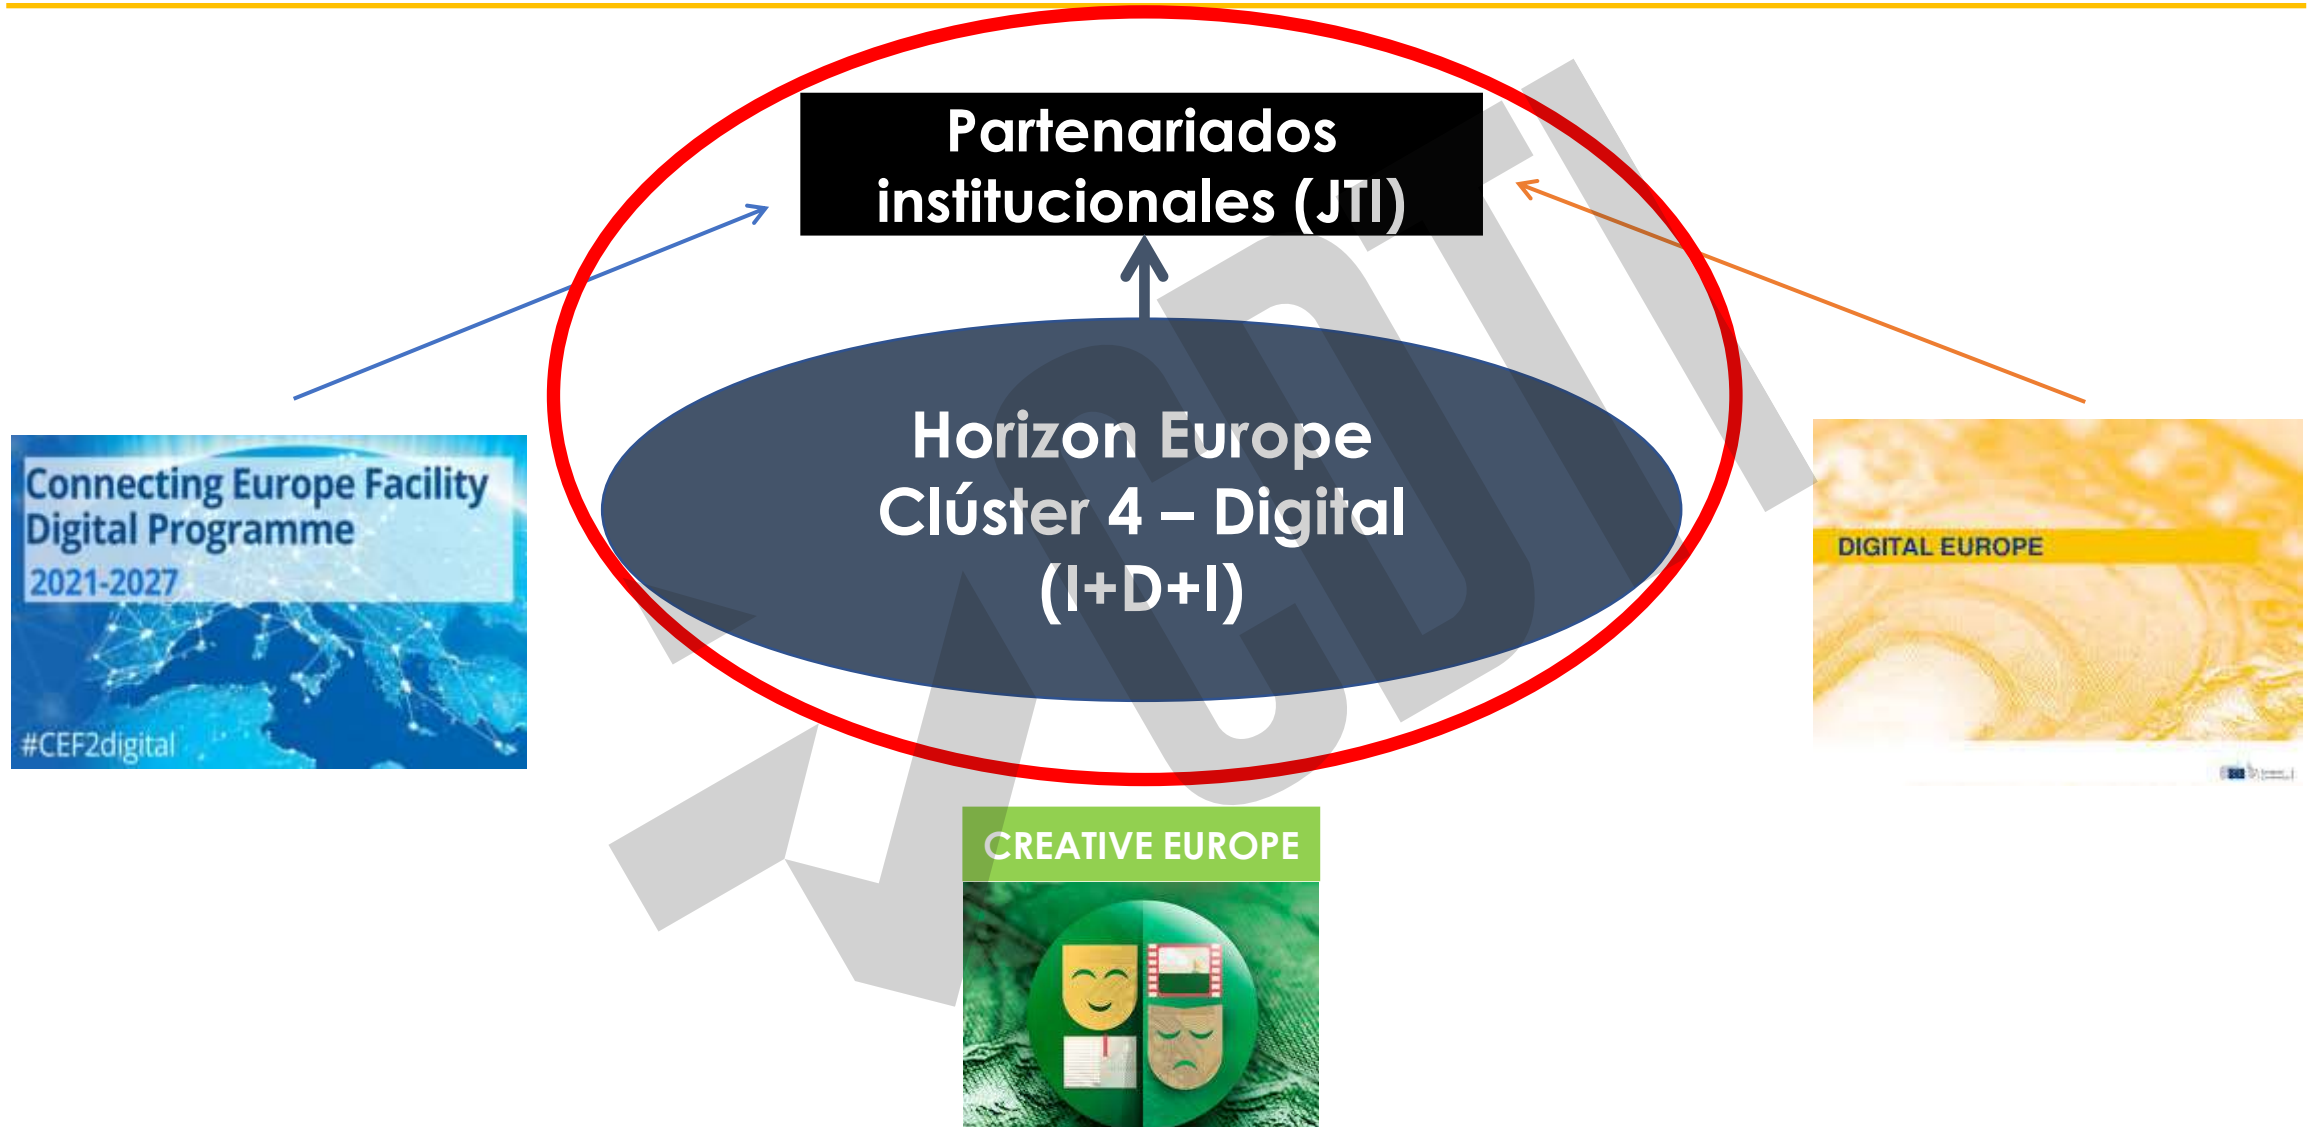 Partenariados
institucionales (JTI)
Horizon Europe
Clúster 4 – Digital
(I+D+I)
Connecting Europe Facility
Digital Programme
2021-2027
#CEF2digital
DIGITAL EUROPE
CREATIVE EUROPE
CDTI